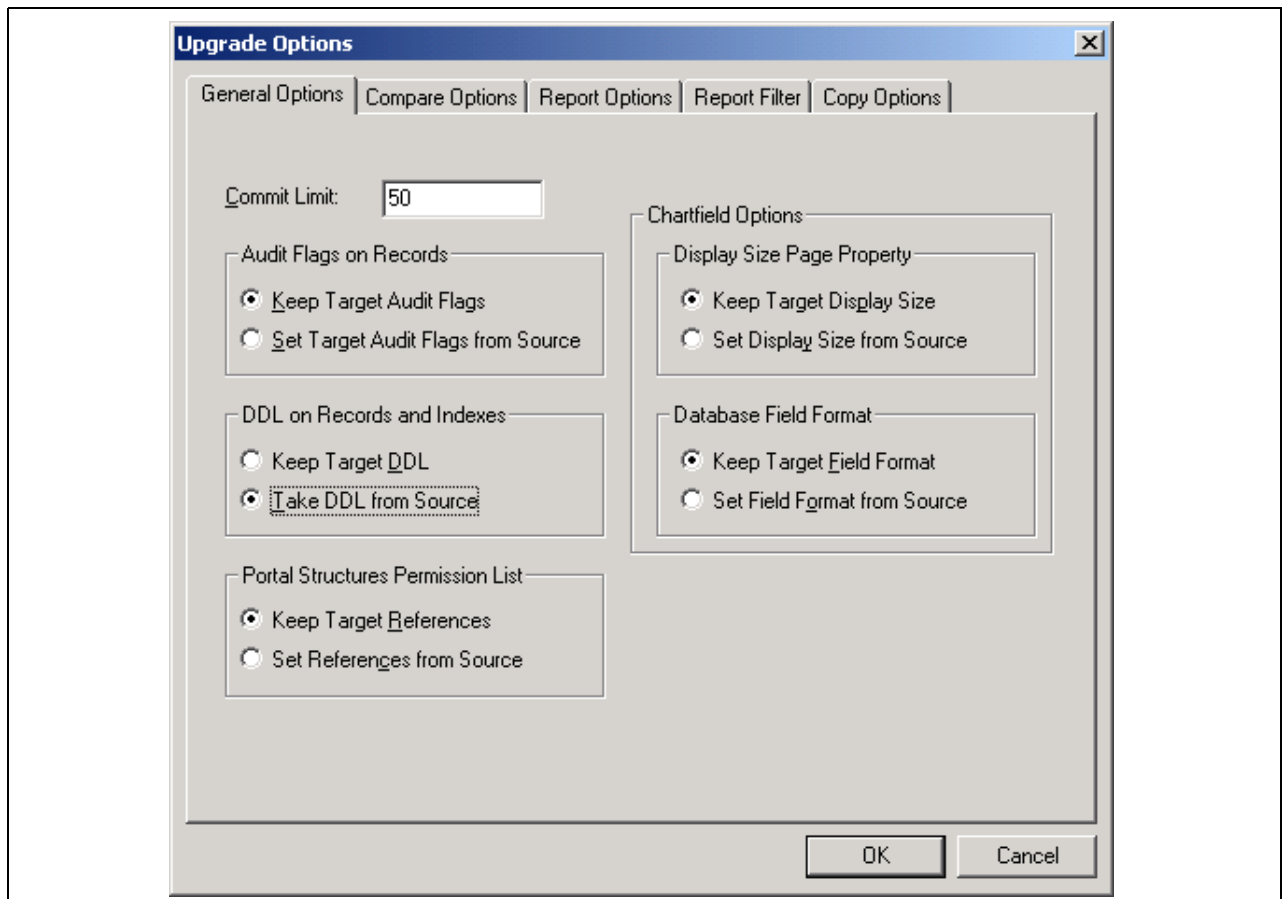 Upgrade Options
General Options
Compare Options
Report Options
Report Filter
Copy Options
Commit Limit:
50
Audit Flags on Records
Keep Target Audit Flags
Set Target Audit Flags from Source
DDL on Records and Indexes
Keep Target DDL
Take DDL from Source
Portal Structures Permission List
Keep Target References
Set References from Source
Chartfield Options
Display Size Page Property
Keep Target Display Size
Set Display Size from Source
Database Field Format
Keep Target Field Format
Set Field Format from Source
OK
Cancel